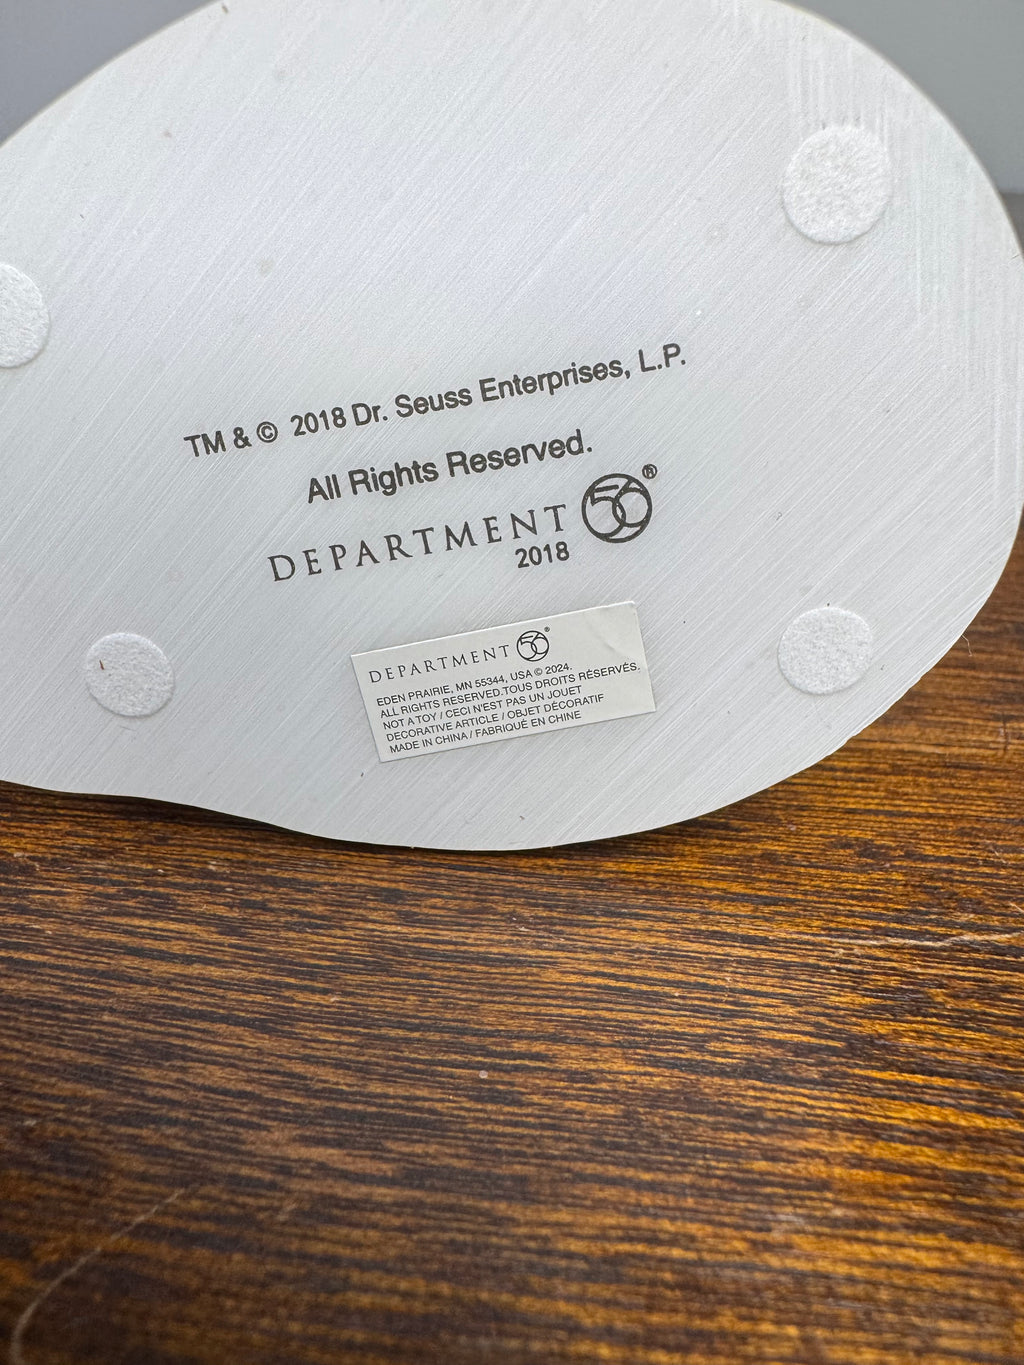 TM & © 2018 Dr. Seuss Enterprises, L.P.
All Rights Reserved.
DEPARTMENT 56®
2018
DEPARTMENT 56®
EDEN PRAIRIE, MN 55344, USA © 2024.
ALL RIGHTS RESERVED.TOUS DROITS RÉSERVÉS.
NOT A TOY / CECI N'EST PAS UN JOUET
DECORATIVE ARTICLE / OBJET DÉCORATIF
MADE IN CHINA / FABRIQUÉ EN CHINE